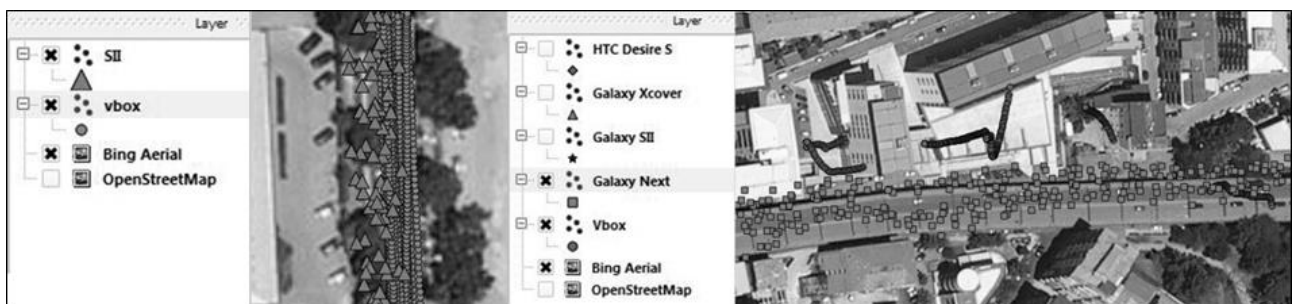 Layer
SII
vbox
Bing Aerial
OpenStreetMap
Layer
HTC Desire S
Galaxy Xcover
Galaxy SII
Galaxy Next
Vbox
Bing Aerial
OpenStreetMap